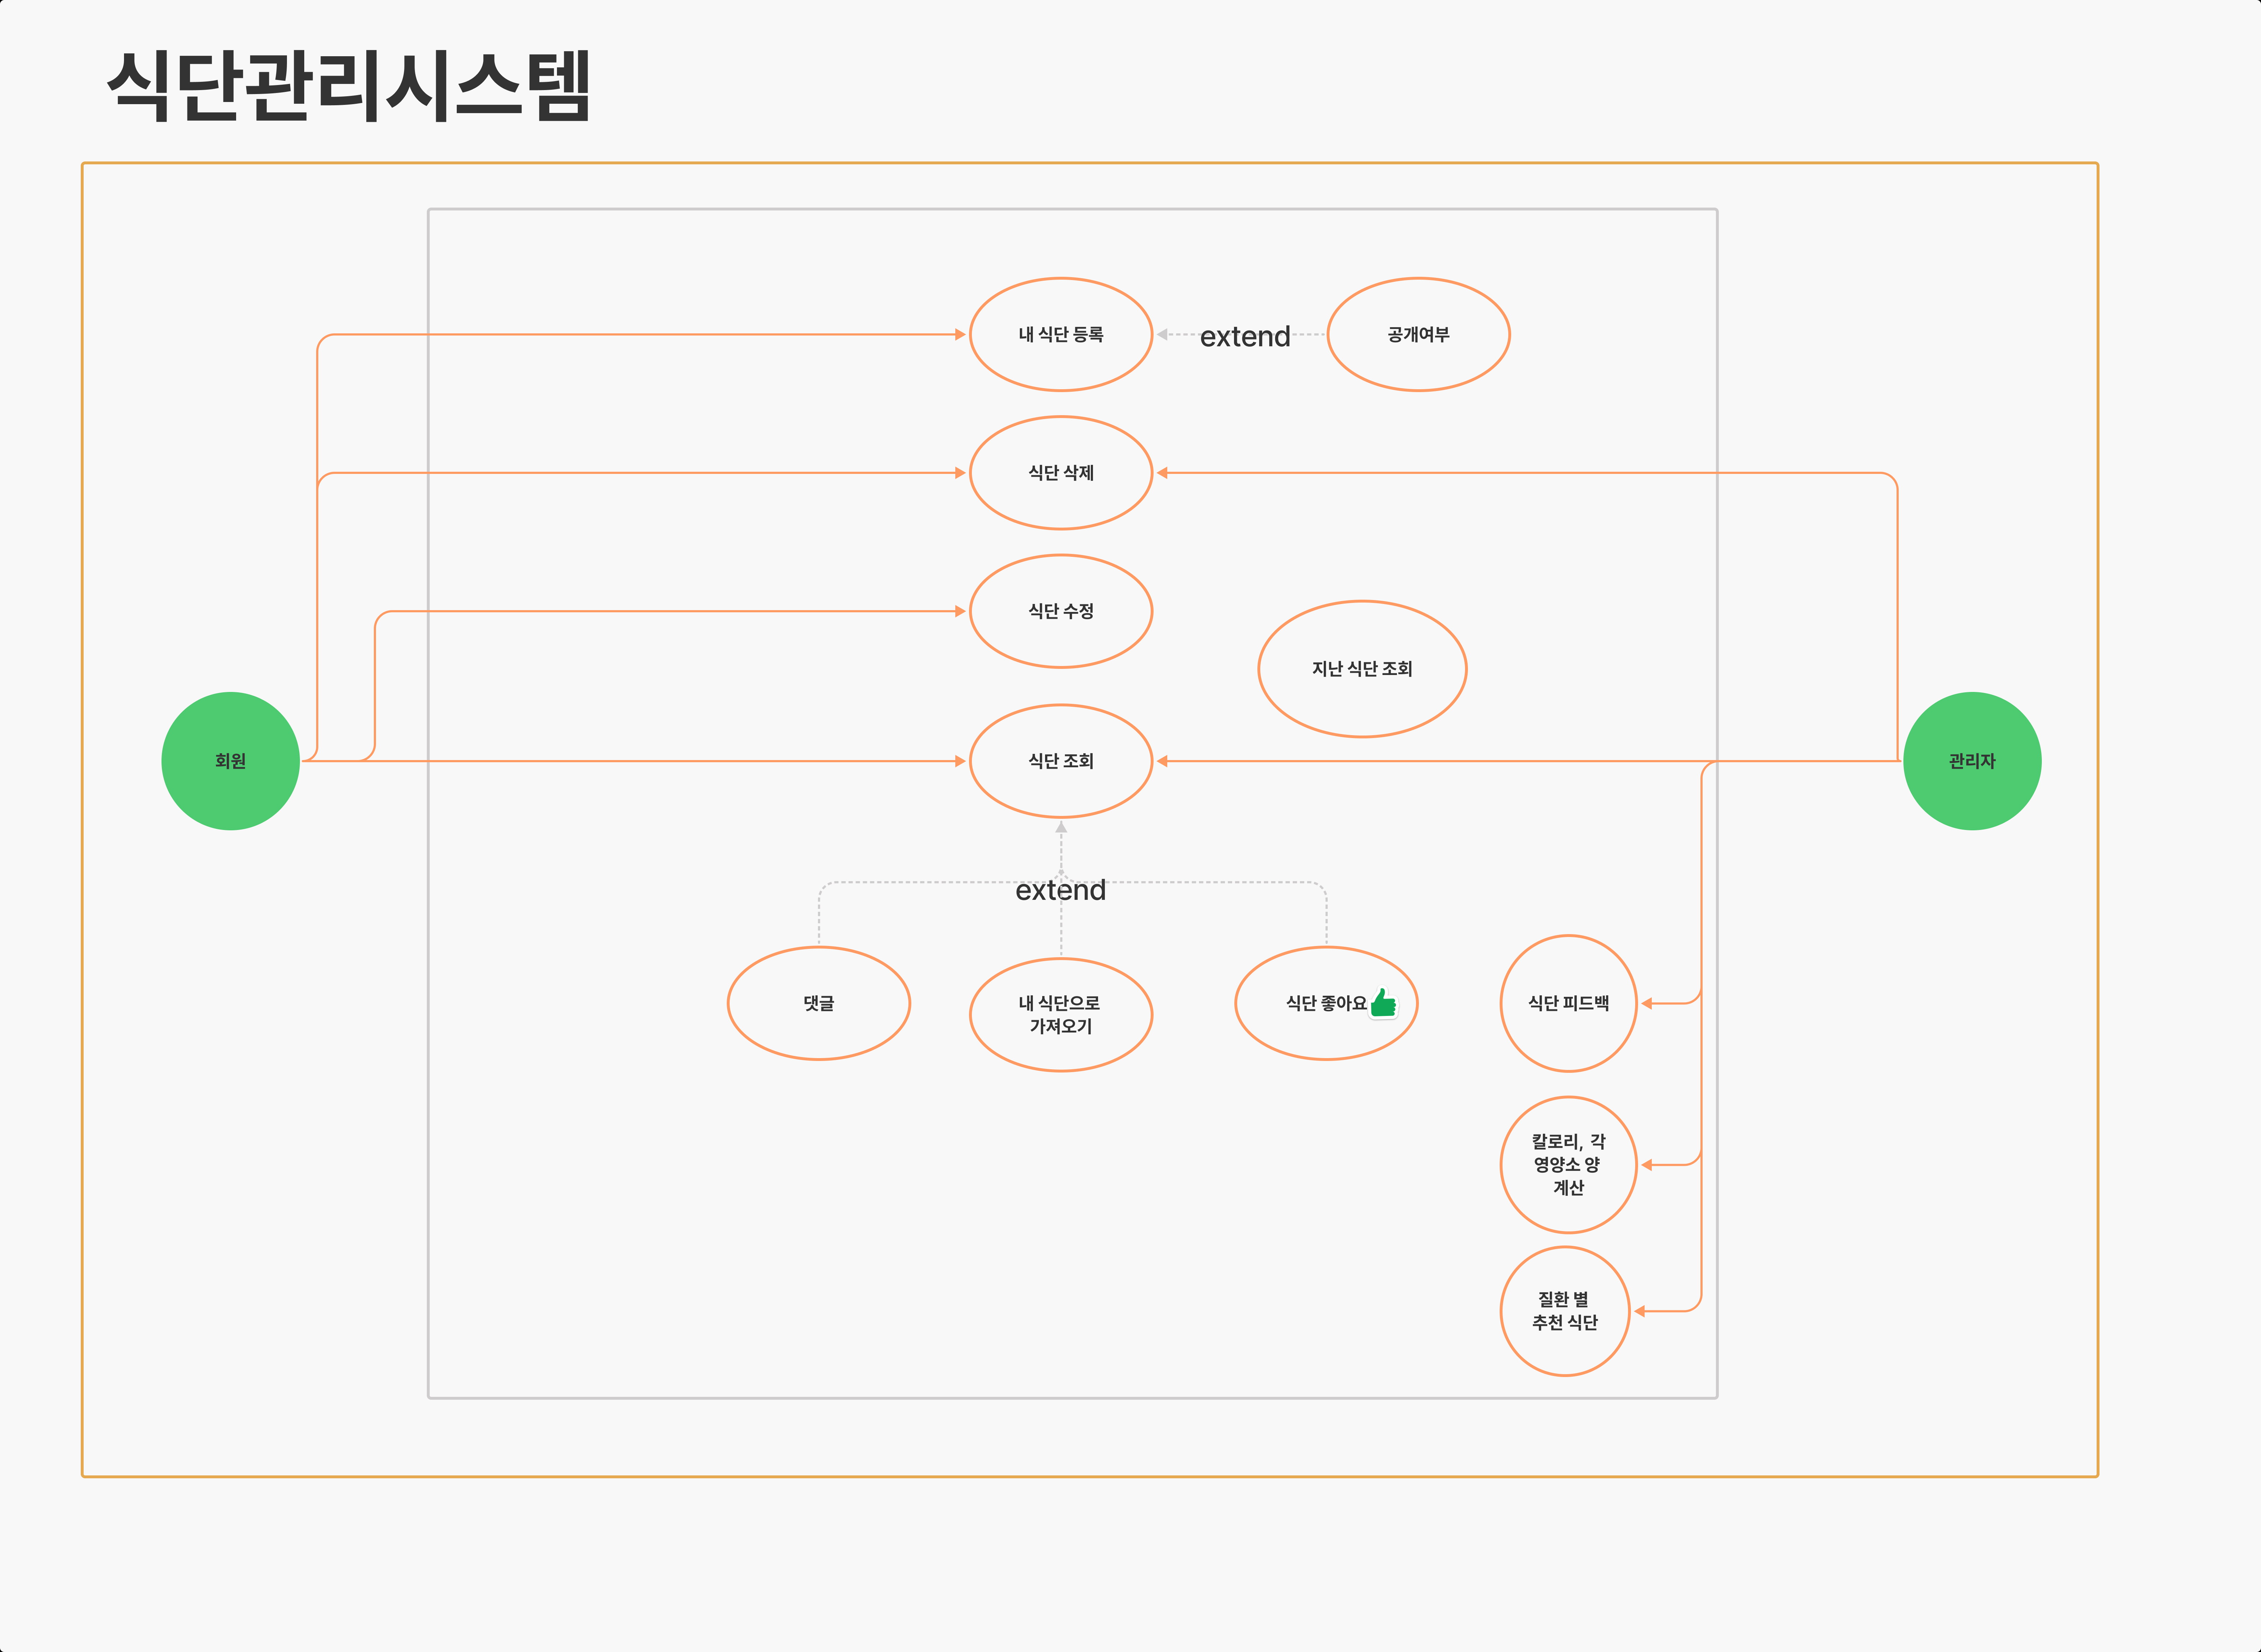 식단관리시스템
내 식단 등록
extend
공개여부
식단 삭제
식단 수정
지난 식단 조회
회원
식단 조회
관리자
extend
댓글
내 식단으로
가져오기
식단 좋아요
식단 피드백
칼로리, 각
영양소 양
계산
질환 별
추천 식단